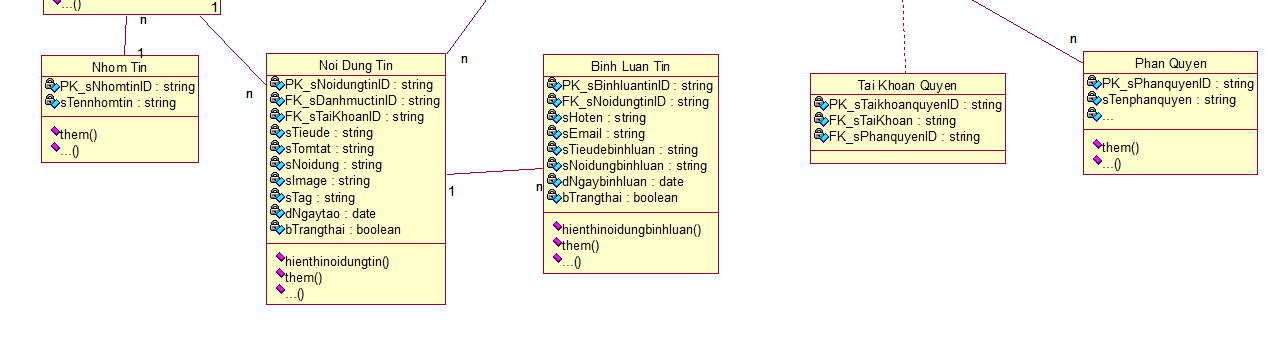 ...()
1
n
1
Nhom Tin
PK_sNhomtinID : string
sTennhomtin : string
them()
...()
n
n
Noi Dung Tin
PK_sNoidungtinID : string
FK_sDanhmuctinID : string
FK_sTaiKhoanID : string
sTieude : string
sTomtat : string
sNoidung : string
sImage : string
sTag : string
dNgaytao : date
bTrangthai : boolean
hienthinoidungtin()
them()
...()
1
n
Binh Luan Tin
PK_sBinhluantinID : string
FK_sNoidungtinID : string
sHoten : string
sEmail : string
sTieudebinhluan : string
sNoidungbinhluan : string
dNgaybinhluan : date
bTrangthai : boolean
hienthinoidungbinhluan()
them()
...()
Tai Khoan Quyen
PK_sTaikhoanquyenID : string
FK_sTaiKhoan : string
FK_sPhanquyenID : string
n
Phan Quyen
PK_sPhanquyenID : string
sTenphanquyen : string
...
them()
...()